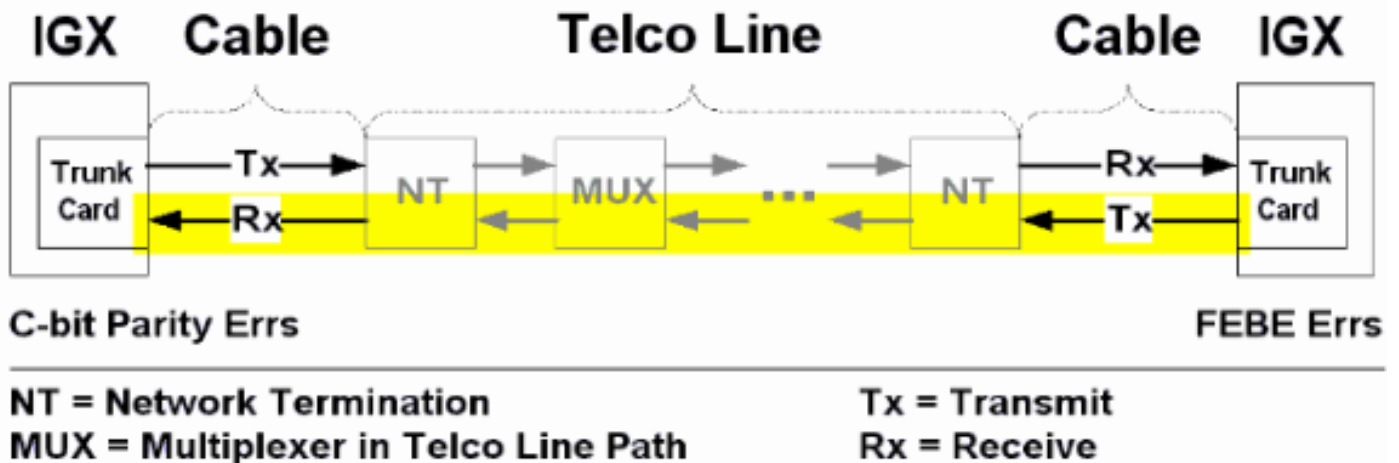 IGX Cable Telco Line Cable IGX
Trunk Card
Tx
Rx
NT
MUX
...
NT
Rx
Tx
Trunk Card
C-bit Parity Errs
FEBE Errs
NT = Network Termination
Tx = Transmit
MUX = Multiplexer in Telco Line Path
Rx = Receive